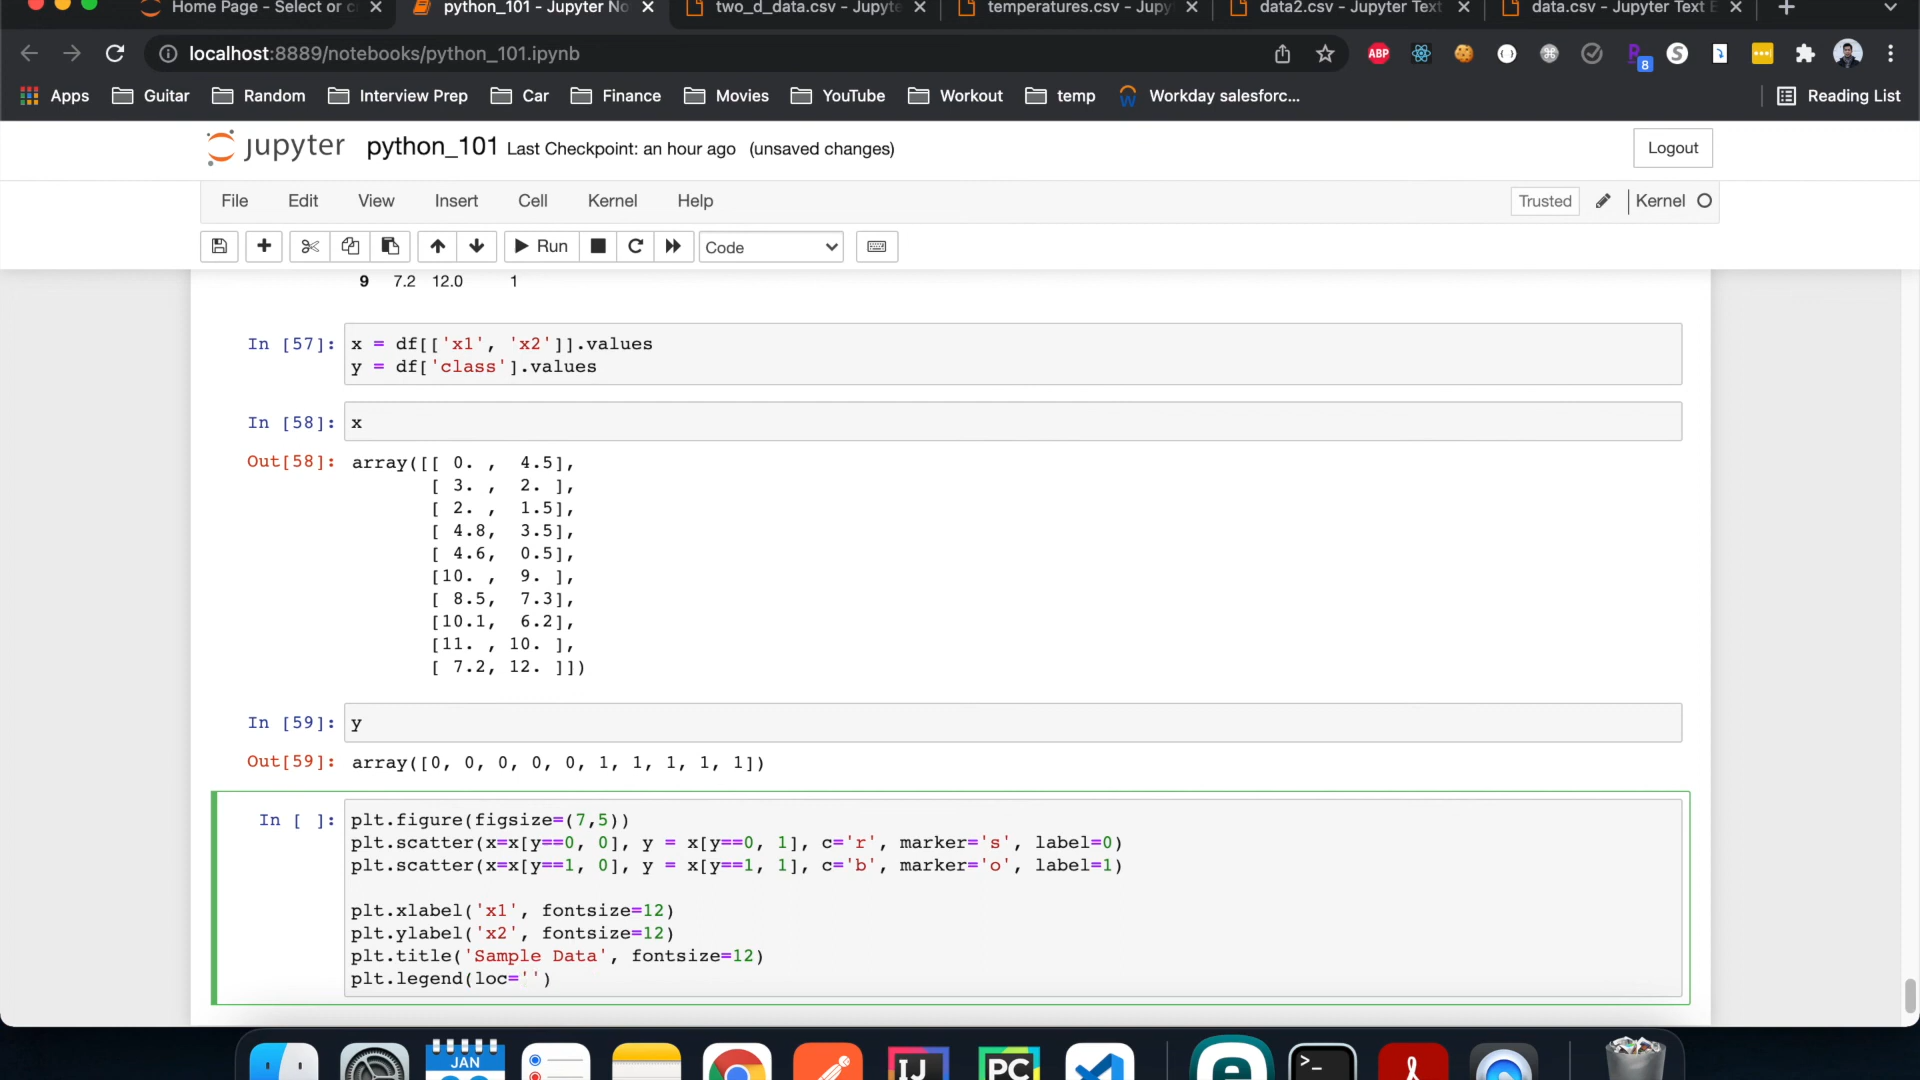 Home Page - Select or c
python_101 - Jupyter No
two_d_data.csv - Jupyte
temperatures.csv - Jupy
data2.csv - Jupyter Text
data.csv - Jupyter Text E
localhost:8889/notebooks/python_101.ipynb
ABP
8
S
Apps Guitar Random Interview Prep Car Finance Movies YouTube Workout temp Workday salesforc... Reading List
jupyter python_101 Last Checkpoint: an hour ago (unsaved changes) Logout
File Edit View Insert Cell Kernel Help Trusted Kernel
Run Code
9 7.2 12.0 1
In [57]: x = df[['x1', 'x2']].values
y = df['class'].values
In [58]: x
Out[58]: array([[ 0. , 4.5],
[ 3. , 2. ],
[ 2. , 1.5],
[ 4.8, 3.5],
[ 4.6, 0.5],
[10. , 9. ],
[ 8.5, 7.3],
[10.1, 6.2],
[11. , 10. ],
[ 7.2, 12. ]])
In [59]: y
Out[59]: array([0, 0, 0, 0, 0, 1, 1, 1, 1, 1])
In [ ]: plt.figure(figsize=(7,5))
plt.scatter(x=x[y==0, 0], y = x[y==0, 1], c='r', marker='s', label=0)
plt.scatter(x=x[y==1, 0], y = x[y==1, 1], c='b', marker='o', label=1)
plt.xlabel('x1', fontsize=12)
plt.ylabel('x2', fontsize=12)
plt.title('Sample Data', fontsize=12)
plt.legend(loc='')
JAN
IJ
PC